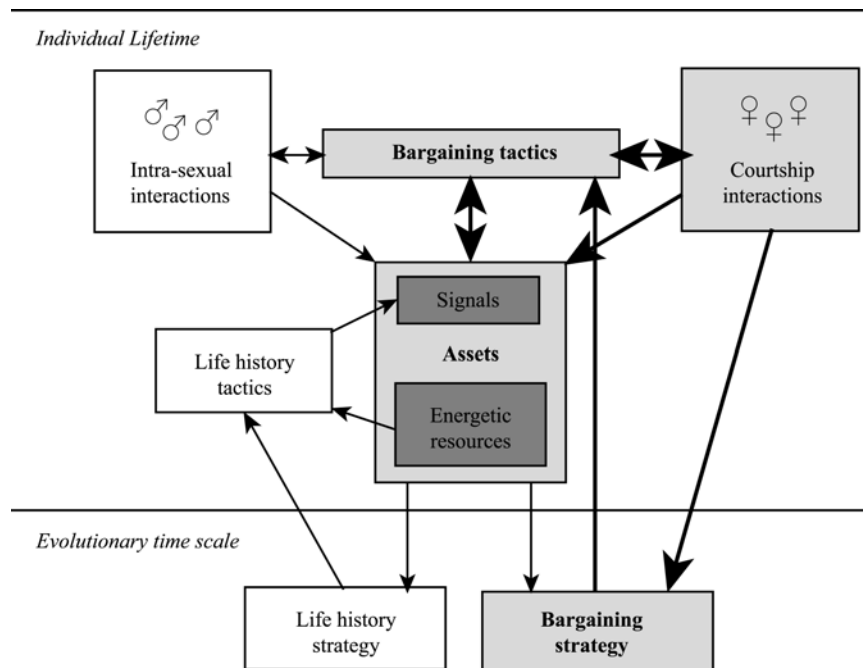 Individual Lifetime
Intra-sexual
interactions
Bargaining tactics
Courtship
interactions
Signals
Assets
Life history
tactics
Energetic
resources
Evolutionary time scale
Life history
strategy
Bargaining
strategy